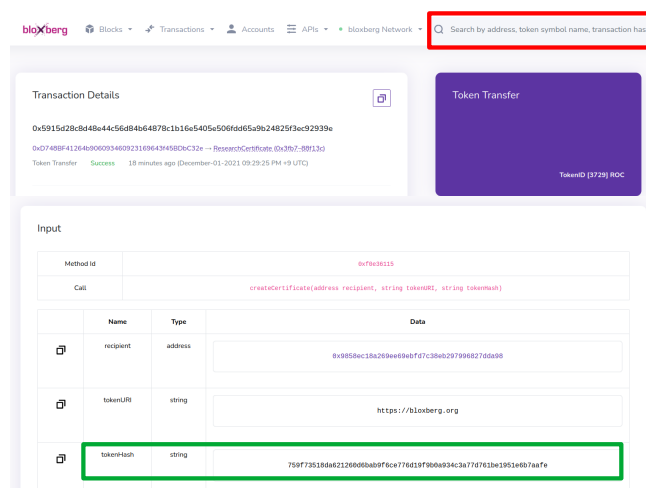 bloxberg Blocks Transactions Accounts APIs bloxberg Network Search by address, token symbol name, transaction has
Transaction Details
0x5915d28c8d48e44c56d84b64878c1b16e5405e506fdd65a9b24825f3ec92939e
0xD748BF41264b906093460923169643f45BDbC32e → ResearchCertificate (0x3fb7-88f13c)
Token Transfer Success 18 minutes ago (December-01-2021 09:29:25 PM +9 UTC)
Token Transfer
TokenID [3729] ROC
Input
Method Id 0xf0e36115
Call createCertificate(address recipient, string tokenURI, string tokenHash)
Name Type Data
recipient address 0x9858ec18a269ee69ebfd7c38eb297996827dda98
tokenURI string https://bloxberg.org
tokenHash string 759f73518da621260d6bab9f6ce776d19f9b0a934c3a77d761be1951e6b7aafe